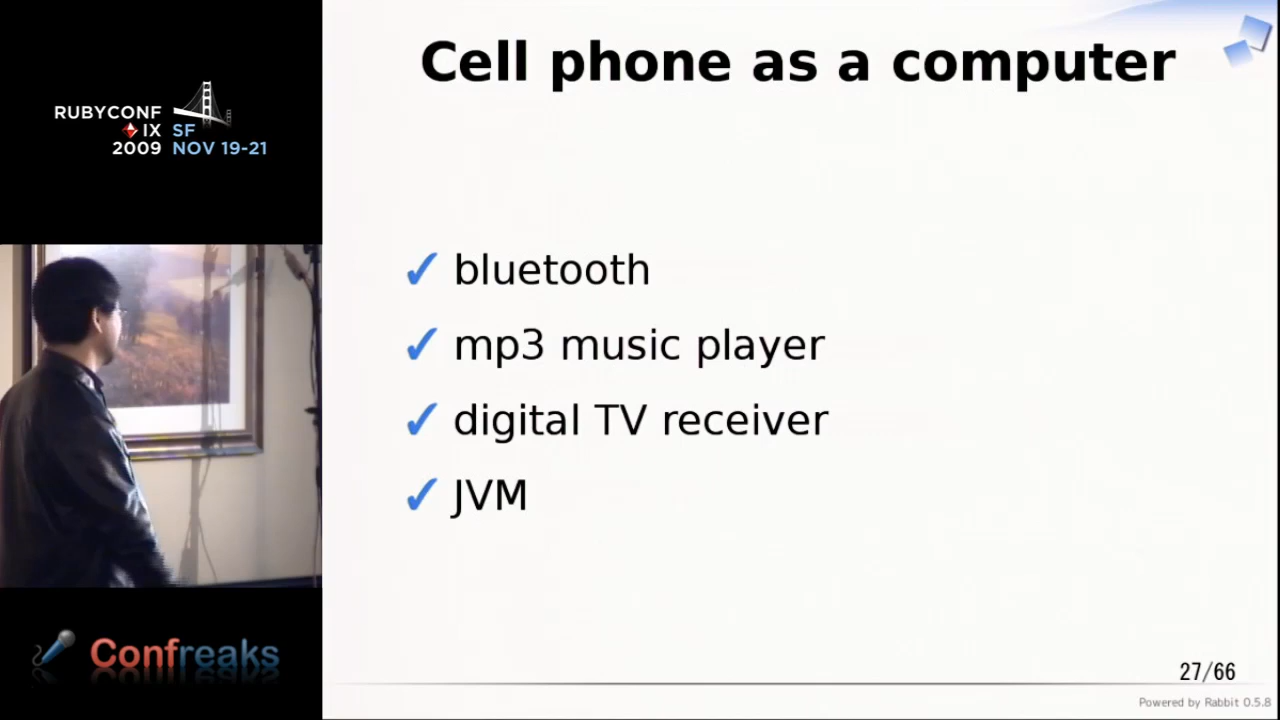 Cell phone as a computer
RUBYCONF
IX SF
2009 NOV 19-21
✓ bluetooth
✓ mp3 music player
✓ digital TV receiver
✓ JVM
Confreaks
27/66
Powered by Rabbit 0.5.8